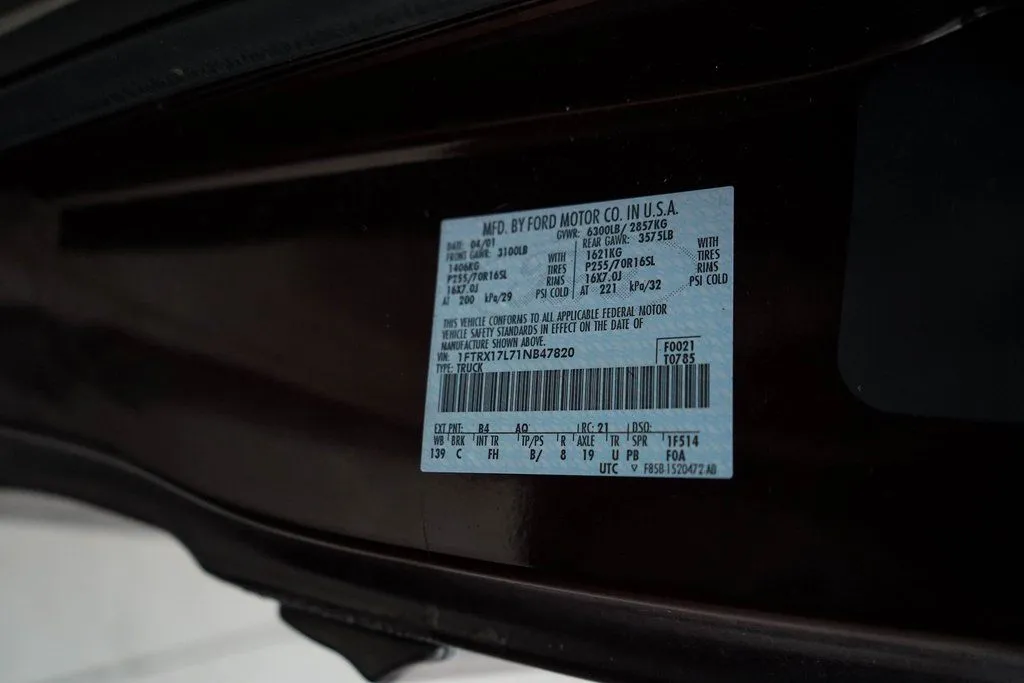 MFD. BY FORD MOTOR CO. IN U.S.A.
DATE: 04/01 GVWR: 6300LB/ 2857KG
FRONT GAWR: 3100LB REAR GAWR: 3575LB
1406KG WITH 1621KG WITH
P255/70R16SL TIRES P255/70R16SL TIRES
16X7.0J RIMS 16X7.0J RIMS
AT 200 kPa/29 PSI COLD AT 221 kPa/32 PSI COLD
THIS VEHICLE CONFORMS TO ALL APPLICABLE FEDERAL MOTOR
VEHICLE SAFETY STANDARDS IN EFFECT ON THE DATE OF
MANUFACTURE SHOWN ABOVE.
VIN: 1FTRX17L71NB47820 F0021
TYPE: TRUCK T0785
EXT PNT: B4 AQ RC: 21 DSO:
WB BRK INT TR TP/PS R AXLE TR SPR 1F514
139 C FH B/ 8 19 U PB F0A
UTC ▽ F85B-1520472-AB